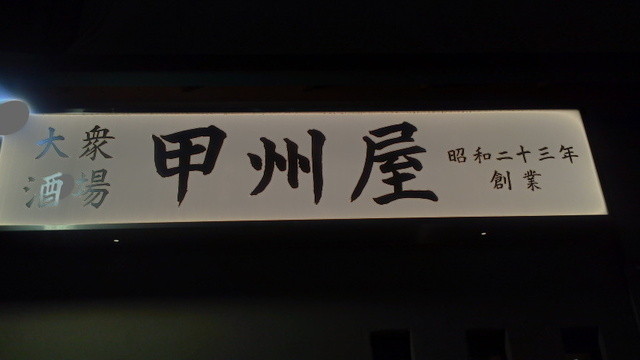 大衆
酒場
甲州屋
昭和二十三年
創業